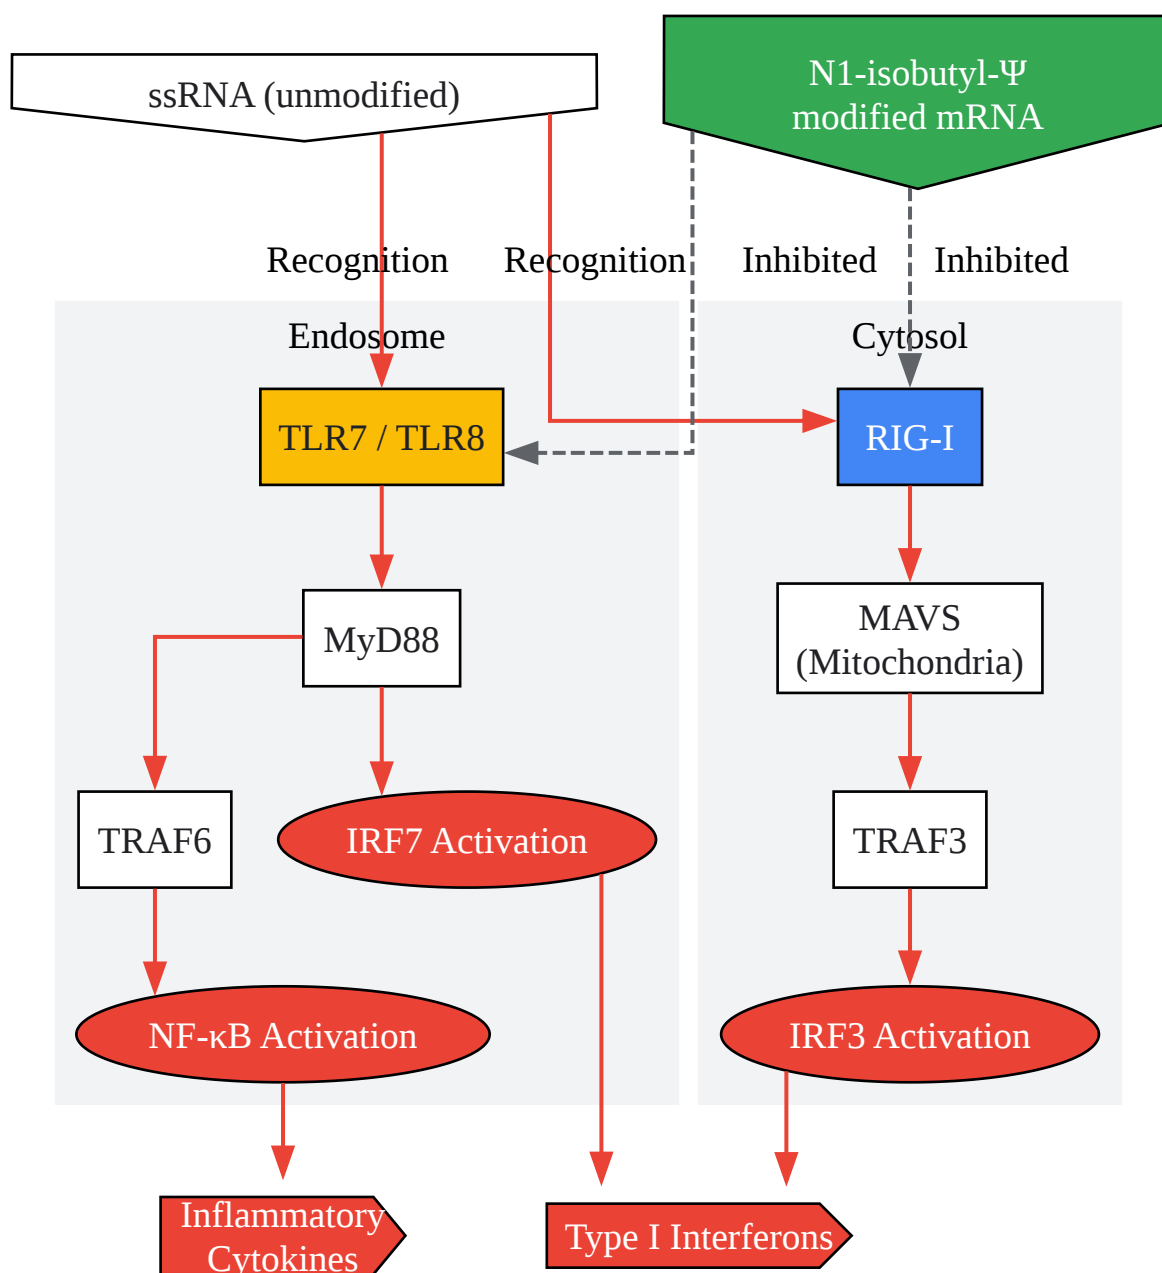 ssRNA (unmodified)
N1-isobutyl-Ψ
modified mRNA
Recognition
Recognition
Inhibited
Inhibited
Endosome
Cytosol
TLR7 / TLR8
RIG-I
MyD88
MAVS
(Mitochondria)
TRAF6
IRF7 Activation
TRAF3
NF-κB Activation
IRF3 Activation
Inflammatory
Cytokines
Type I Interferons